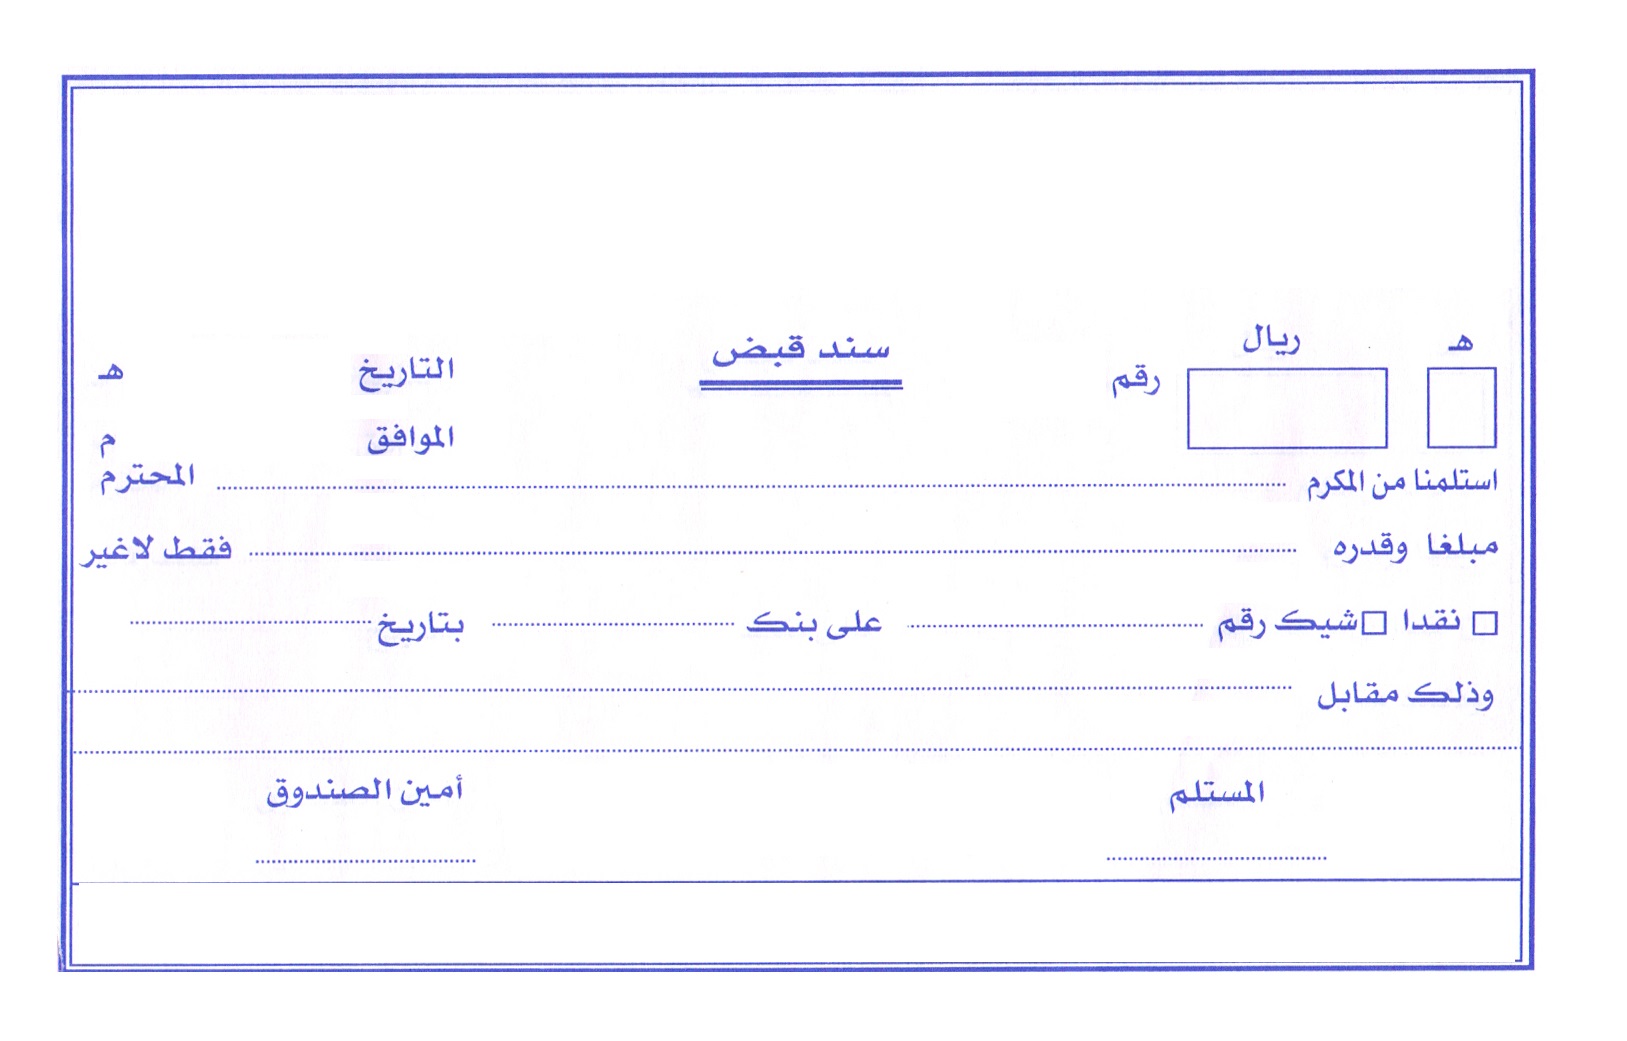 هـ ريال
سند قبض
رقم
التاريخ هـ
الموافق م
استلمنا من المكرم المحترم
مبلغا وقدره فقط لاغير
نقدا شيك رقم على بنك بتاريخ
وذلك مقابل
المستلم أمين الصندوق